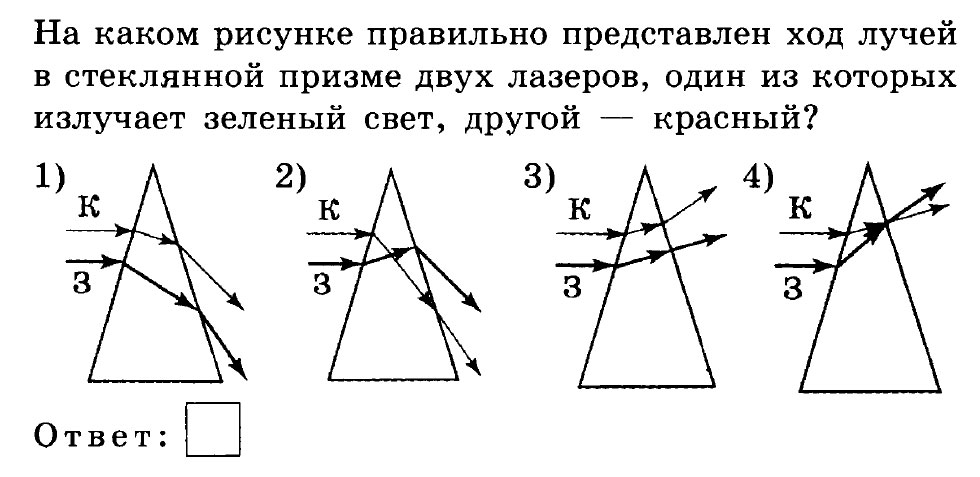 На каком рисунке правильно представлен ход лучей
в стеклянной призме двух лазеров, один из которых
излучает зеленый свет, другой — красный?
1) 2) 3) 4)
К К К К
З З З З
Ответ: